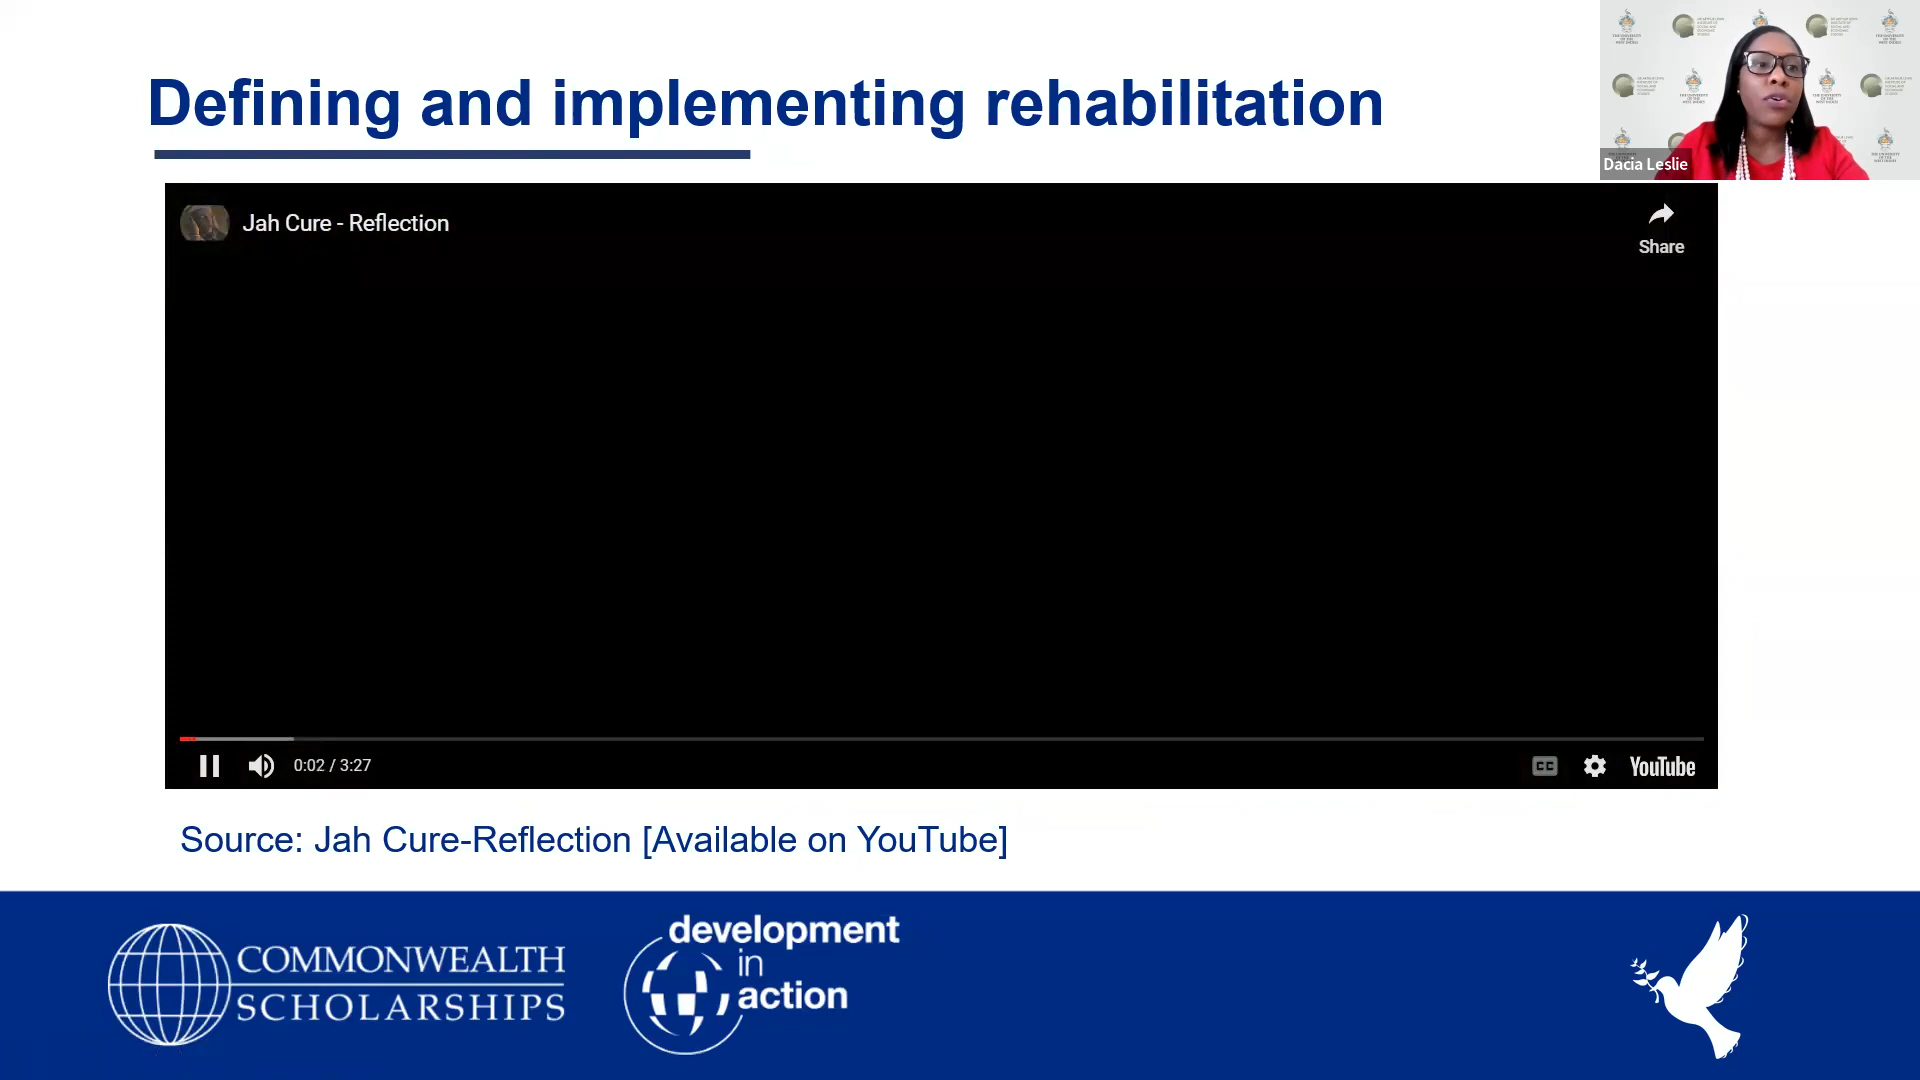 Defining and implementing rehabilitation
Dacia Leslie
Jah Cure - Reflection
Share
0:02 / 3:27
CC
YouTube
Source: Jah Cure-Reflection [Available on YouTube]
COMMONWEALTH
SCHOLARSHIPS
development
in
action